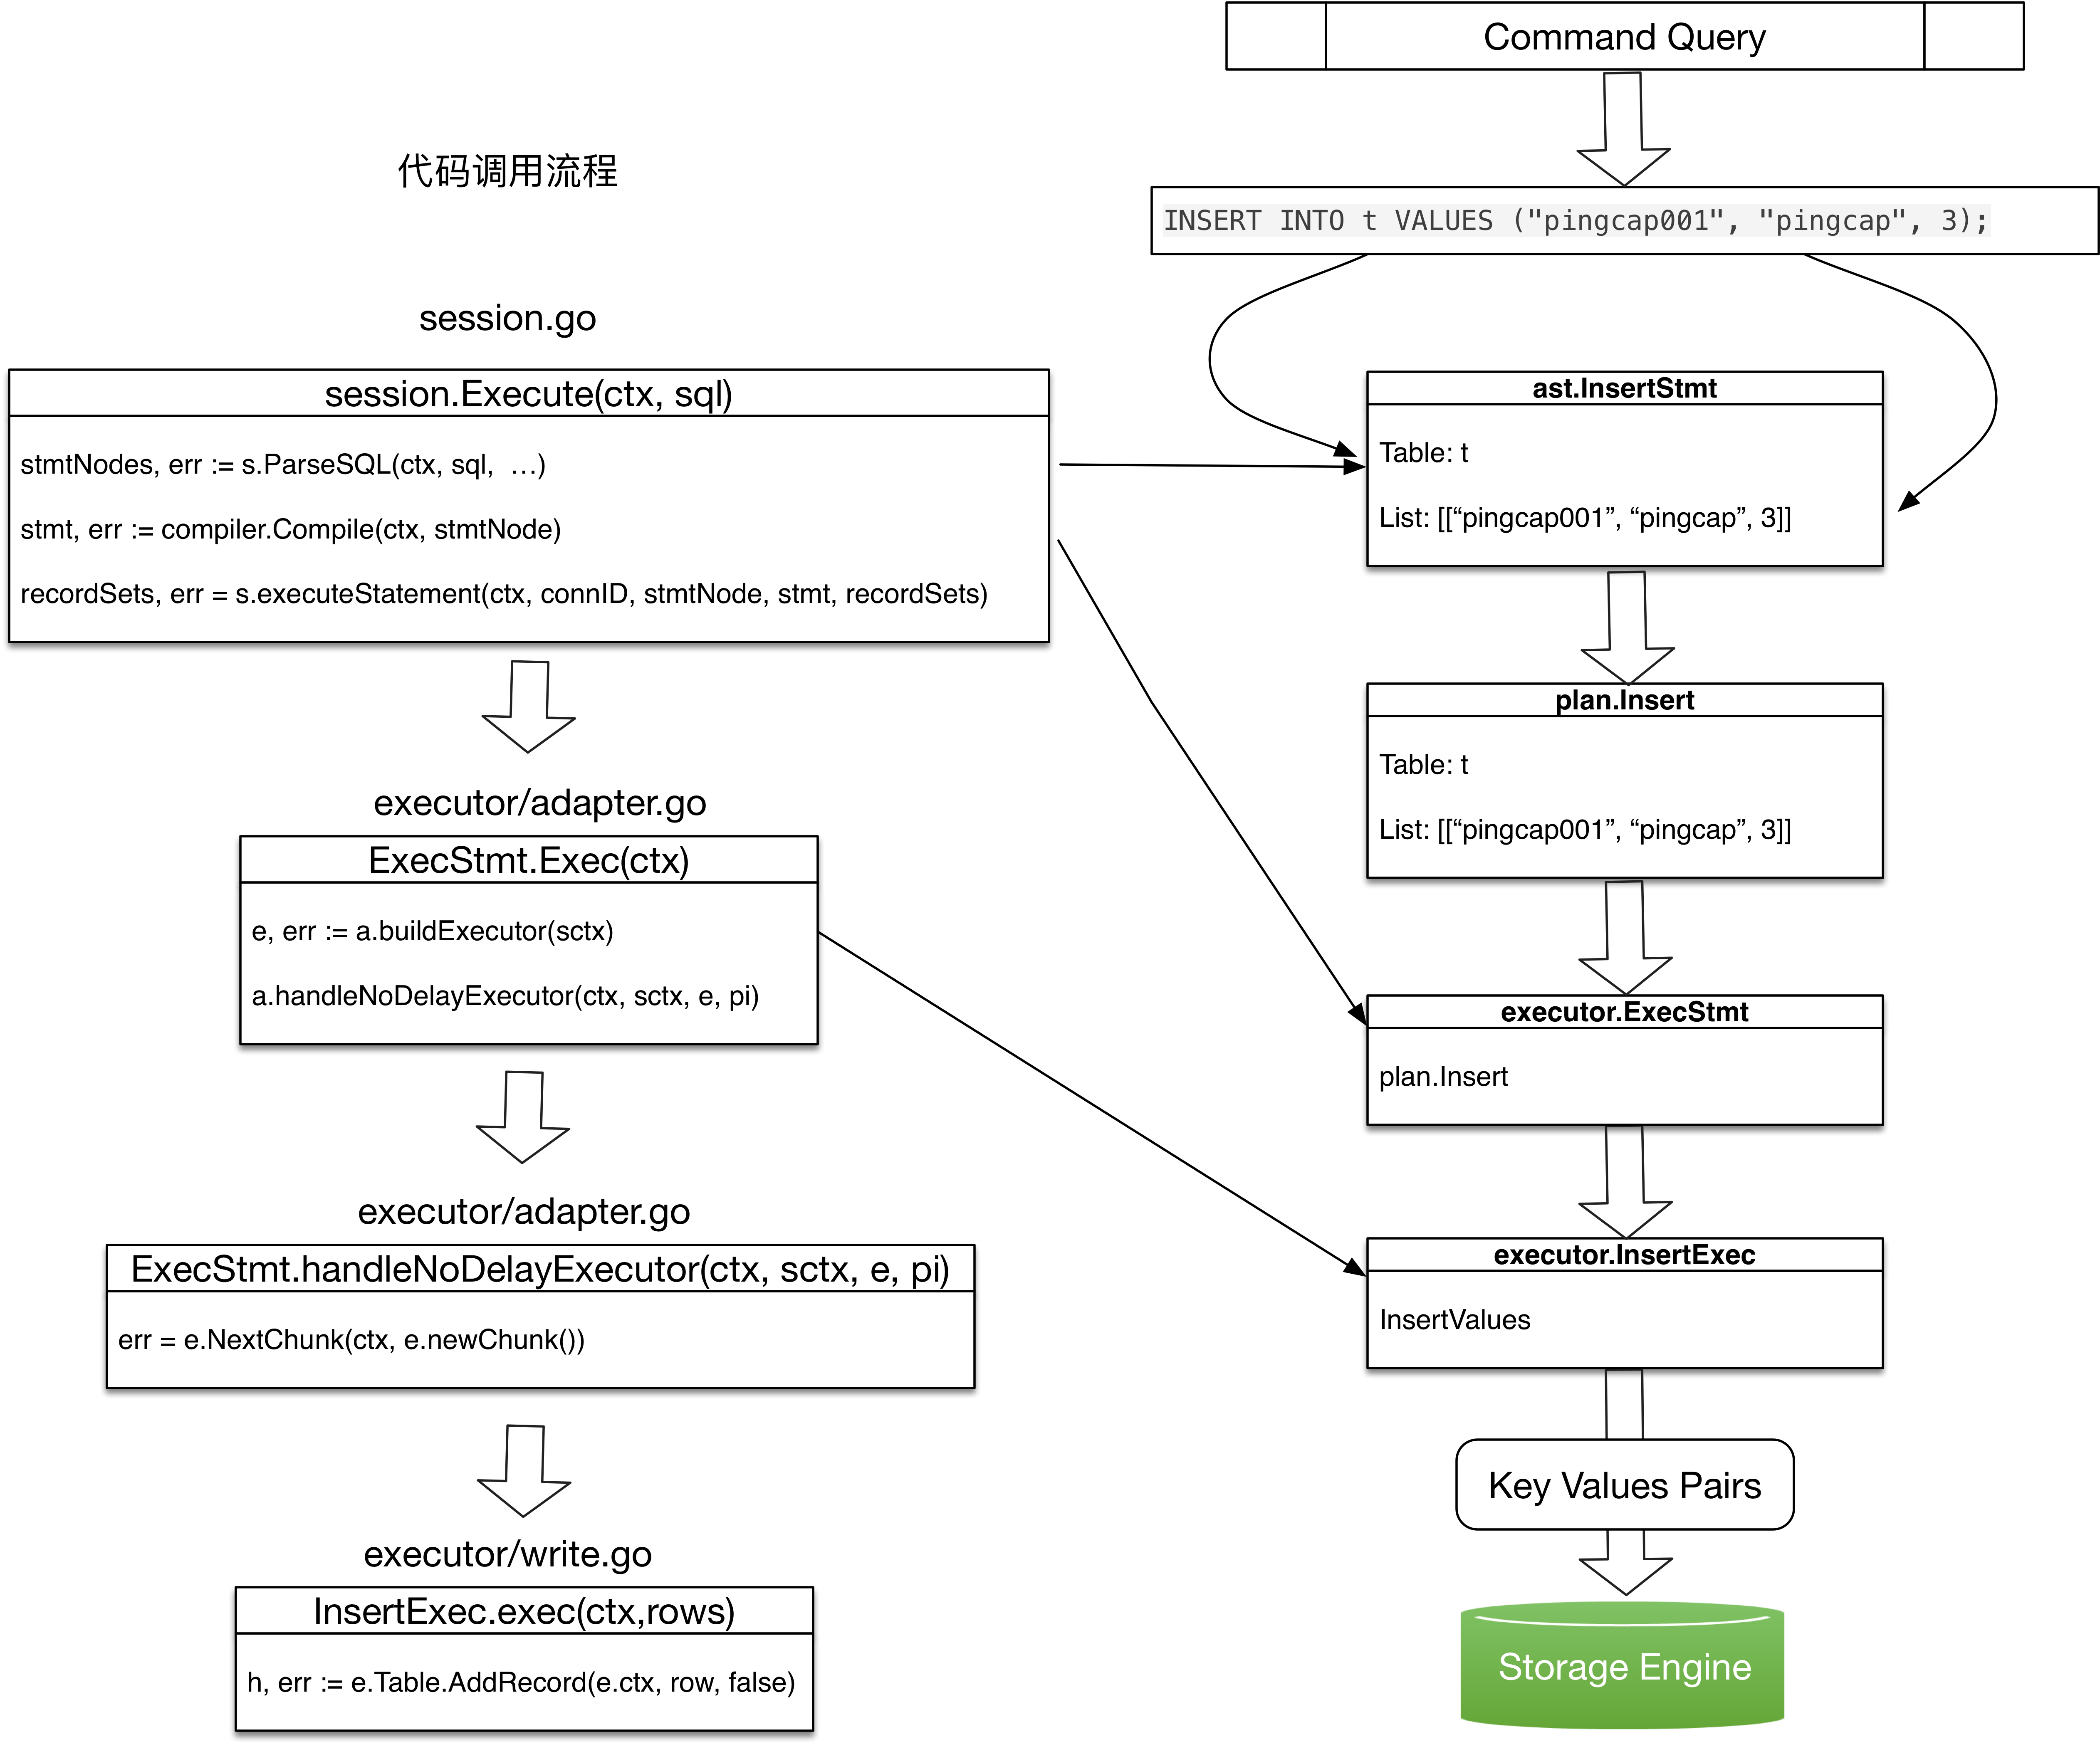 代码调用流程
session.go
session.Execute(ctx, sql)
stmtNodes, err := s.ParseSQL(ctx, sql,  …)
stmt, err := compiler.Compile(ctx, stmtNode)
recordSets, err = s.executeStatement(ctx, connID, stmtNode, stmt, recordSets)
executor/adapter.go
ExecStmt.Exec(ctx)
e, err := a.buildExecutor(sctx)
a.handleNoDelayExecutor(ctx, sctx, e, pi)
executor/adapter.go
ExecStmt.handleNoDelayExecutor(ctx, sctx, e, pi)
err = e.NextChunk(ctx, e.newChunk())
executor/write.go
InsertExec.exec(ctx,rows)
h, err := e.Table.AddRecord(e.ctx, row, false)
Command Query
INSERT INTO t VALUES ("pingcap001", "pingcap", 3);
ast.InsertStmt
Table: t
List: [[“pingcap001”, “pingcap”, 3]]
plan.Insert
Table: t
List: [[“pingcap001”, “pingcap”, 3]]
executor.ExecStmt
plan.Insert
executor.InsertExec
InsertValues
Key Values Pairs
Storage Engine